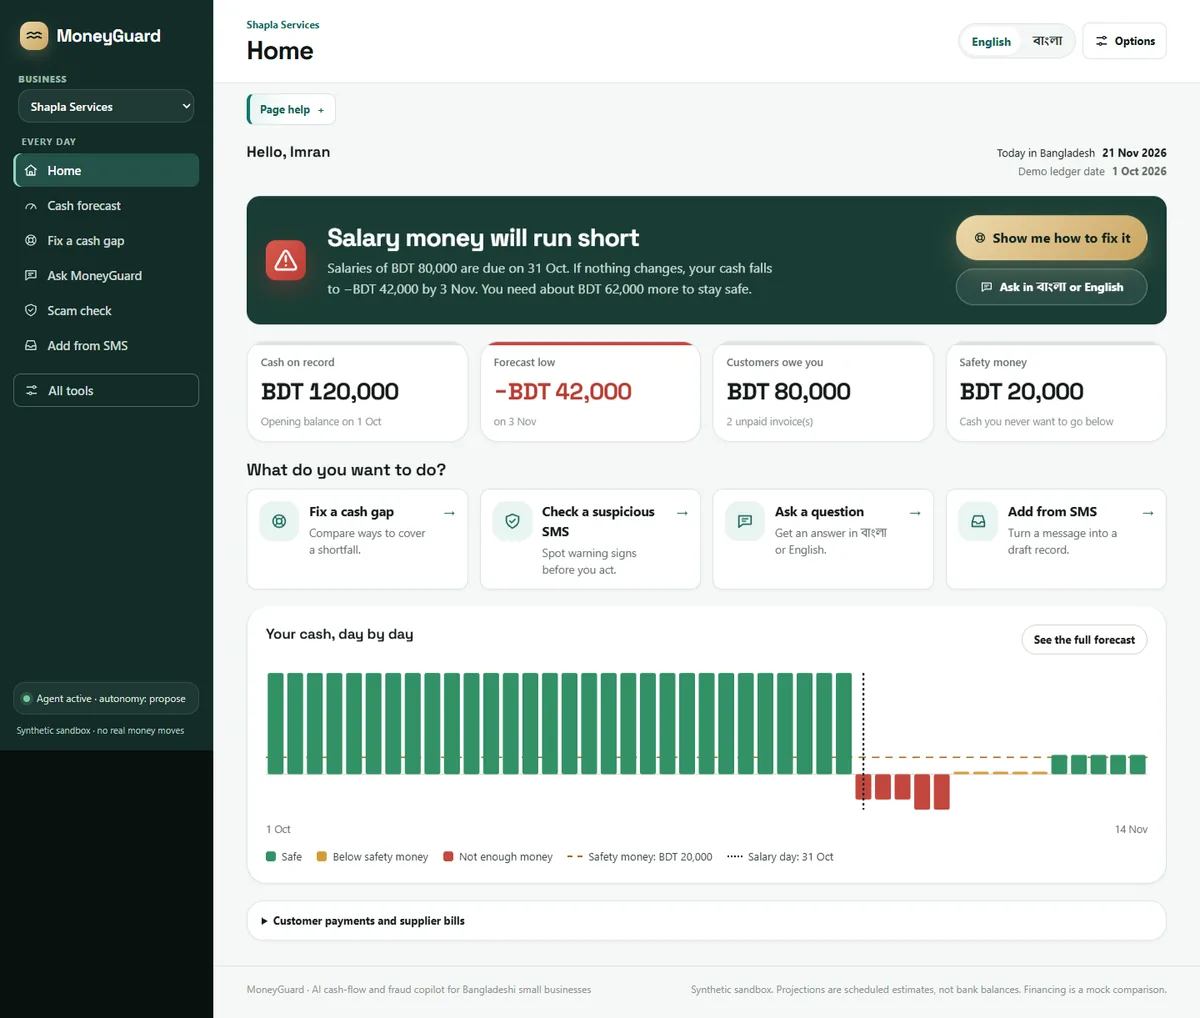 MoneyGuard
BUSINESS
Shapla Services
EVERY DAY
Home
Cash forecast
Fix a cash gap
Ask MoneyGuard
Scam check
Add from SMS
All tools
Agent active · autonomy: propose
Synthetic sandbox · no real money moves
Shapla Services
Home
English বাংলা
Options
Page help +
Hello, Imran
Today in Bangladesh 21 Nov 2026
Demo ledger date 1 Oct 2026
Salary money will run short
Salaries of BDT 80,000 are due on 31 Oct. If nothing changes, your cash falls
to −BDT 42,000 by 3 Nov. You need about BDT 62,000 more to stay safe.
Show me how to fix it
Ask in বাংলা or English
Cash on record
BDT 120,000
Opening balance on 1 Oct
Forecast low
−BDT 42,000
on 3 Nov
Customers owe you
BDT 80,000
2 unpaid invoice(s)
Safety money
BDT 20,000
Cash you never want to go below
What do you want to do?
Fix a cash gap →
Compare ways to cover
a shortfall.
Check a suspicious →
SMS
Spot warning signs
before you act.
Ask a question →
Get an answer in বাংলা
or English.
Add from SMS →
Turn a message into a
draft record.
Your cash, day by day
See the full forecast
1 Oct
14 Nov
Safe
Below safety money
Not enough money
Safety money: BDT 20,000
Salary day: 31 Oct
Customer payments and supplier bills
MoneyGuard · AI cash-flow and fraud copilot for Bangladeshi small businesses
Synthetic sandbox. Projections are scheduled estimates, not bank balances. Financing is a mock comparison.